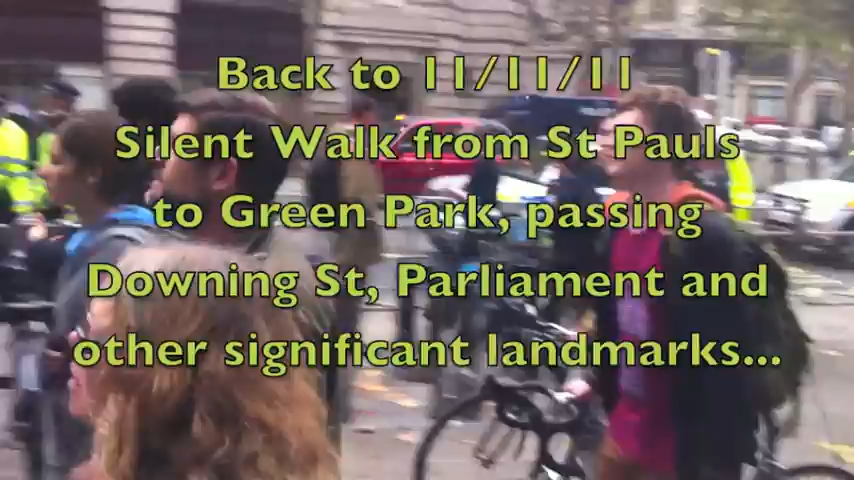 Back to 11/11/11
Silent Walk from St Pauls
to Green Park, passing
Downing St, Parliament and
other significant landmarks...